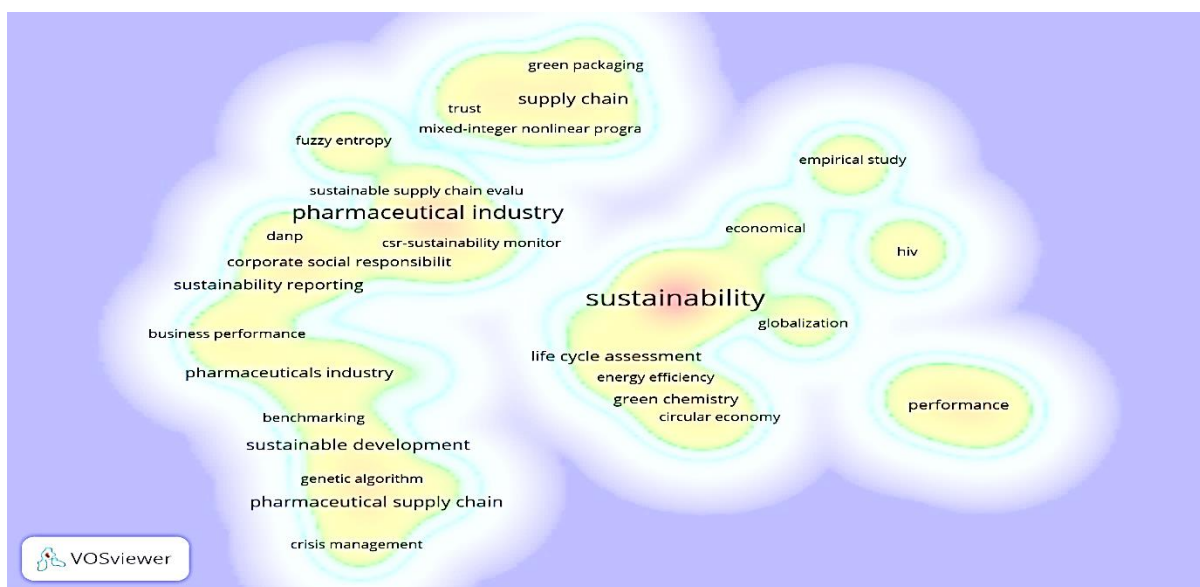 green packaging
supply chain
trust
mixed-integer nonlinear progra
fuzzy entropy
sustainable supply chain evalu
pharmaceutical industry
danp
csr-sustainability monitor
corporate social responsibilit
sustainability reporting
business performance
pharmaceuticals industry
benchmarking
sustainable development
genetic algorithm
pharmaceutical supply chain
crisis management
empirical study
economical
hiv
sustainability
globalization
life cycle assessment
energy efficiency
green chemistry
circular economy
performance
VOSviewer